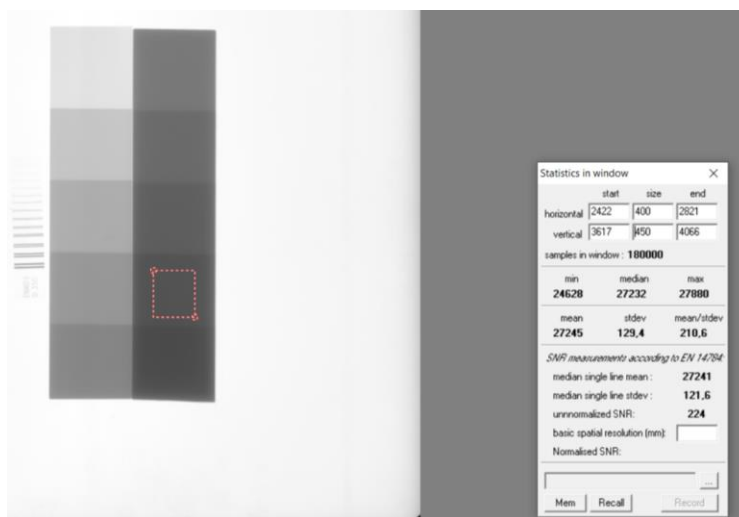 Statistics in window
start size end
horizontal 2422 400 2821
vertical 3617 450 4066
samples in window : 180000
min median max
24628 27232 27880
mean stdev mean/stdev
27245 129,4 210,6
SNR measurements according to EN 14784:
median single line mean : 27241
median single line stdev : 121,6
unnnormalized SNR: 224
basic spatial resolution (mm):
Normalised SNR:
...
Mem Recall Record